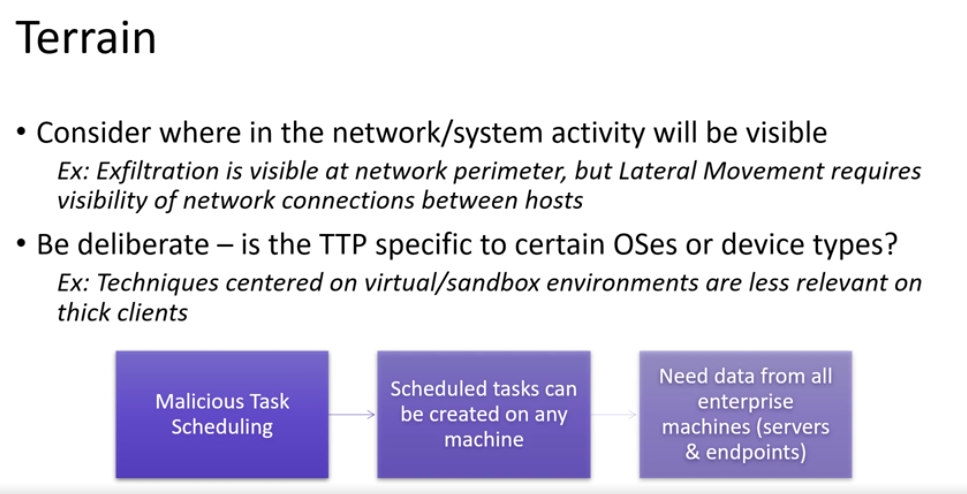 Terrain
• Consider where in the network/system activity will be visible
Ex: Exfiltration is visible at network perimeter, but Lateral Movement requires
visibility of network connections between hosts
• Be deliberate – is the TTP specific to certain OSes or device types?
Ex: Techniques centered on virtual/sandbox environments are less relevant on
thick clients
Malicious Task
Scheduling
Scheduled tasks can
be created on any
machine
Need data from all
enterprise
machines (servers
& endpoints)